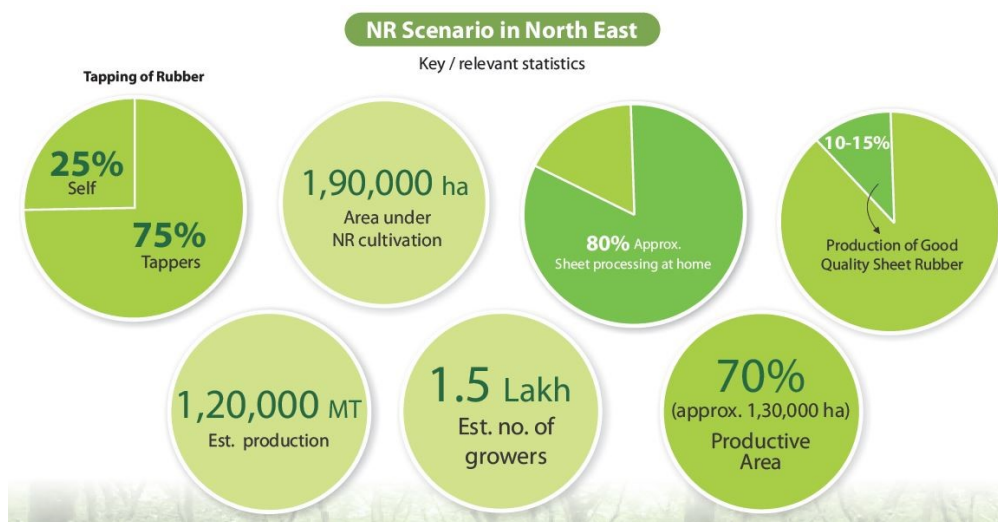 NR Scenario in North East
Key / relevant statistics
Tapping of Rubber
25%
Self
75%
Tappers
1,90,000 ha
Area under
NR cultivation
80% Approx.
Sheet processing at home
10-15%
Production of Good
Quality Sheet Rubber
1,20,000 MT
Est. production
1.5 Lakh
Est. no. of
growers
70%
(approx. 1,30,000 ha)
Productive
Area